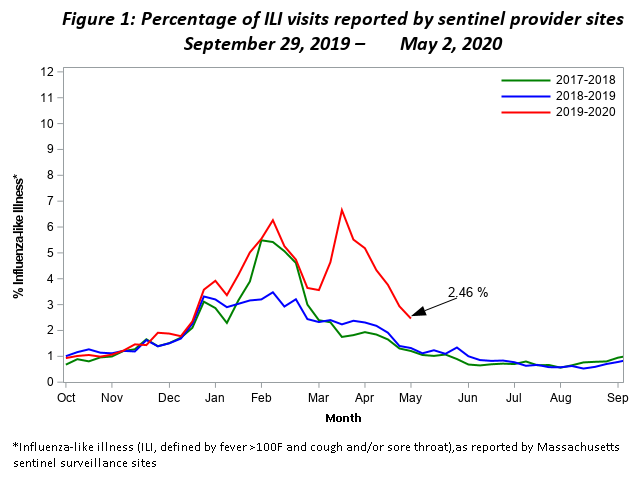 Figure 1: Percentage of ILI visits reported by sentinel provider sites
September 29, 2019 – May 2, 2020
2017-2018
2018-2019
2019-2020
% Influenza-like Illness*
12
11
10
9
8
7
6
5
4
3
2
1
0
2.46 %
Oct Nov Dec Jan Feb Mar Apr May Jun Jul Aug Sep
Month
*Influenza-like illness (ILI, defined by fever >100F and cough and/or sore throat),as reported by Massachusetts
sentinel surveillance sites